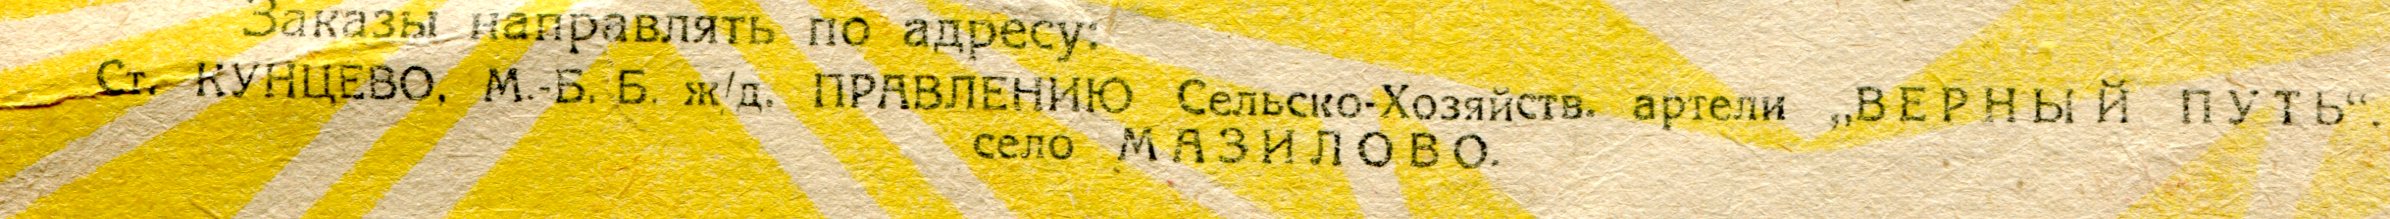 Заказы направлять по адресу:
Ст. КУНЦЕВО, М.-Б. Б. ж/д. ПРАВЛЕНИЮ Сельско-Хозяйств. артели „ВЕРНЫЙ ПУТЬ“.
село МАЗИЛОВО.